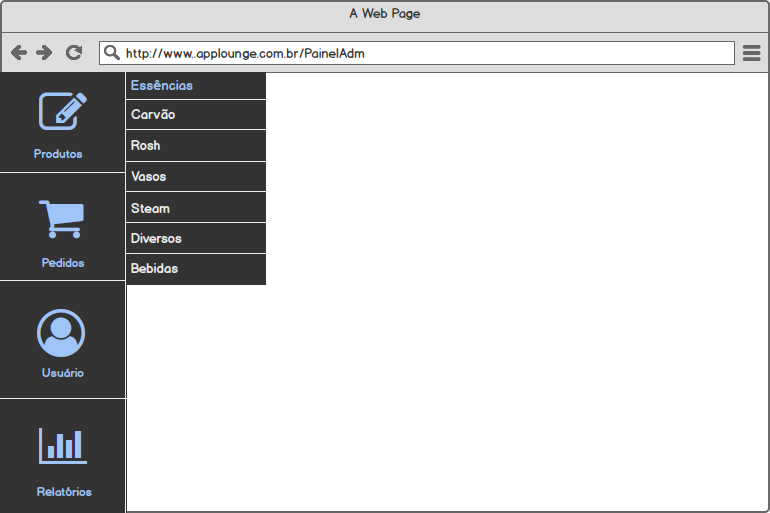 A Web Page
http://www.applounge.com.br/PainelAdm
Produtos
Pedidos
Usuário
Relatórios
Essências
Carvão
Rosh
Vasos
Steam
Diversos
Bebidas